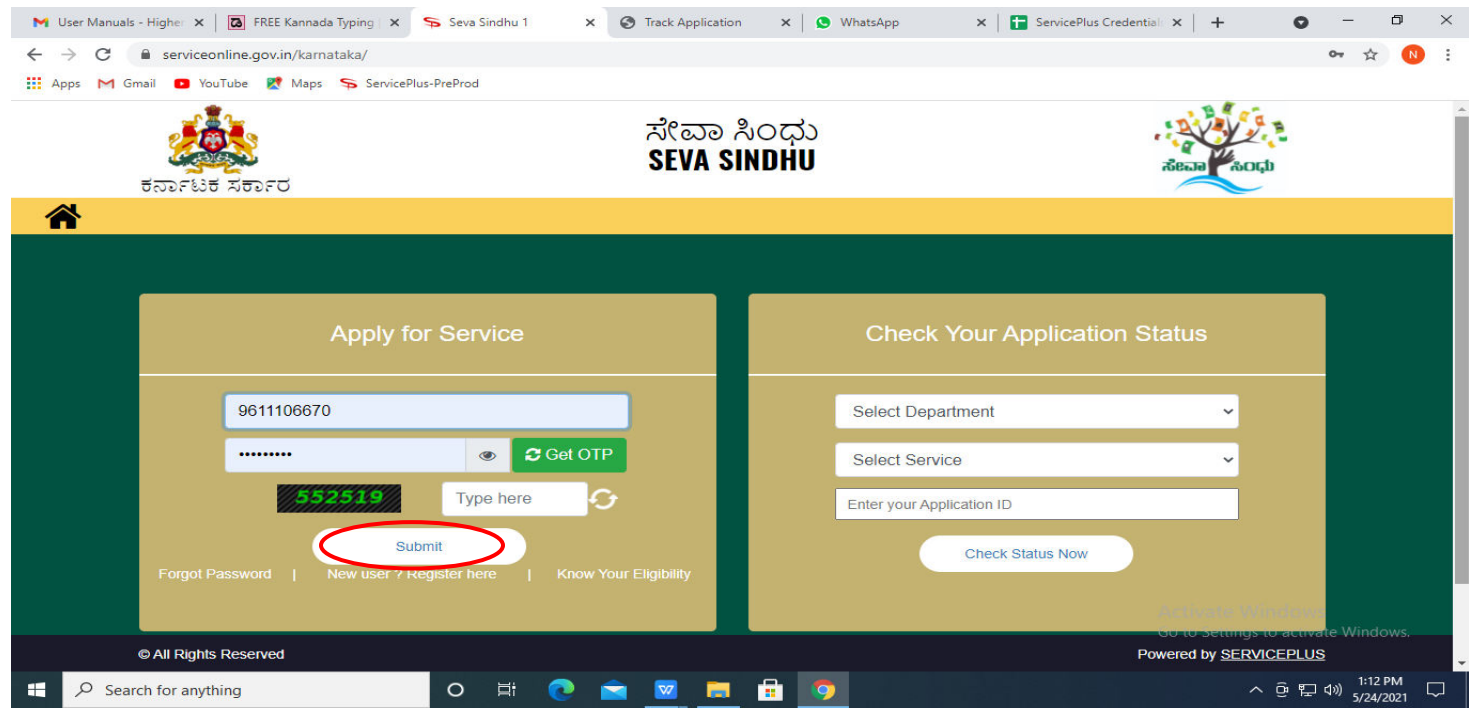 User Manuals - Higher
FREE Kannada Typing |
Seva Sindhu 1
Track Application
WhatsApp
ServicePlus Credential
serviceonline.gov.in/karnataka/
N
Apps
Gmail
YouTube
Maps
ServicePlus-PreProd
ಕರ್ನಾಟಕ ಸರ್ಕಾರ
ಸೇವಾ ಸಿಂಧು
SEVA SINDHU
ಸೇವಾ ಸಿಂಧು
Apply for Service
9611106670
•••••••••
Get OTP
552519
Type here
Submit
Forgot Password | New user ? Register here | Know Your Eligibility
Check Your Application Status
Select Department
Select Service
Enter your Application ID
Check Status Now
Activate Windows
Go to Settings to activate Windows.
© All Rights Reserved
Powered by SERVICEPLUS
Search for anything
1:12 PM
5/24/2021